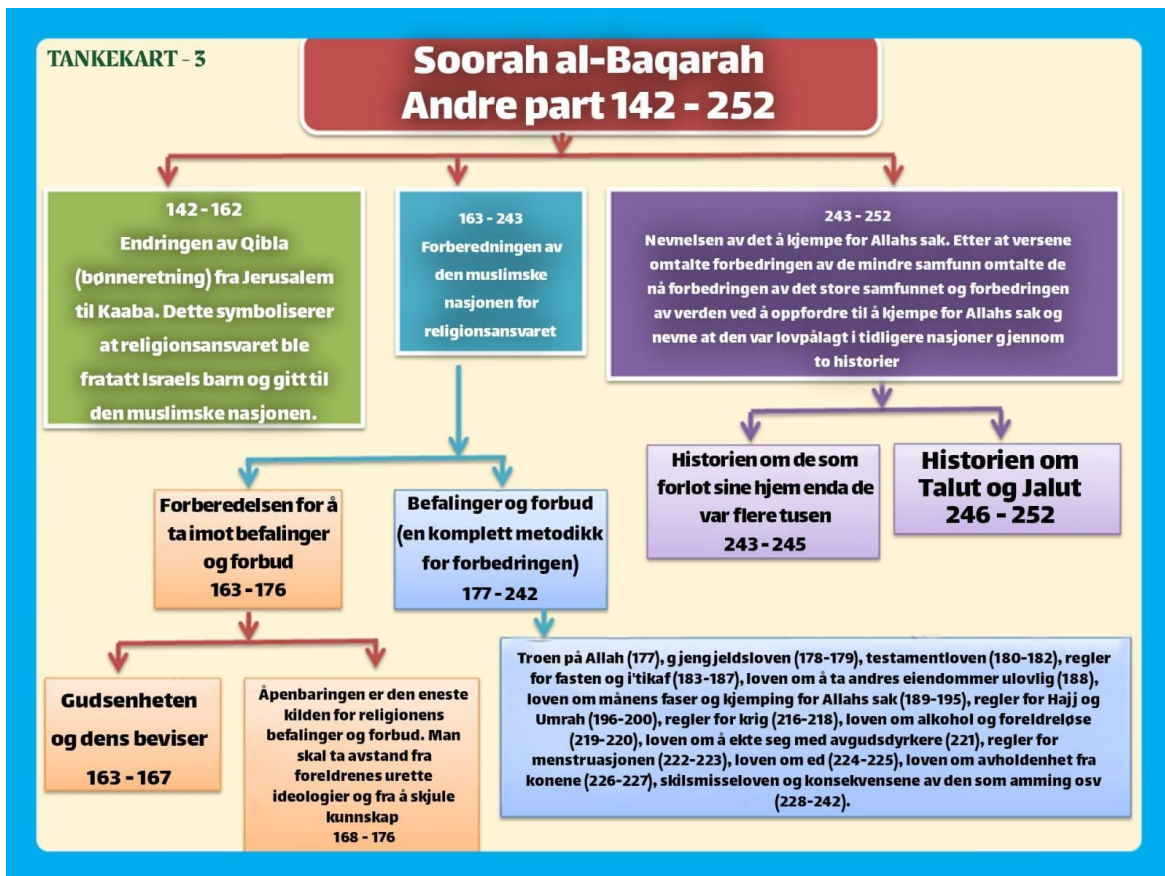 TANKEKART - 3
Soorah al-Baqarah
Andre part 142 - 252
142 - 162
Endringen av Qibla
(bønneretning) fra Jerusalem
til Kaaba. Dette symboliserer
at religionsansvaret ble
fratatt Israels barn og gitt til
den muslimske nasjonen.
163 - 243
Forberedningen av
den muslimske
nasjonen for
religionsansvaret
243 - 252
Nevnelsen av det å kjempe for Allahs sak. Etter at versene
omtalte forbedringen av de mindre samfunn omtalte de
nå forbedringen av det store samfunnet og forbedringen
av verden ved å oppfordre til å kjempe for Allahs sak og
nevne at den var lovpålagt i tidligere nasjoner gjennom
to historier
Forberedelsen for å
ta imot befalinger
og forbud
163 - 176
Befalinger og forbud
(en komplett metodikk
for forbedringen)
177 - 242
Historien om de som
forlot sine hjem enda de
var flere tusen
243 - 245
Historien om
Talut og Jalut
246 - 252
Gudsenheten
og dens beviser
163 - 167
Åpenbaringen er den eneste
kilden for religionens
befalinger og forbud. Man
skal ta avstand fra
foreldrenes urette
ideologier og fra å skjule
kunnskap
168 - 176
Troen på Allah (177), gjengjeldsloven (178-179), testamentloven (180-182), regler
for fasten og i'tikaf (183-187), loven om å ta andres eiendommer ulovlig (188),
loven om månens faser og kjemping for Allahs sak (189-195), regler for Hajj og
Umrah (196-200), regler for krig (216-218), loven om alkohol og foreldreløse
(219-220), loven om å ekte seg med avgudsdyrkere (221), regler for
menstruasjonen (222-223), loven om ed (224-225), loven om avholdenhet fra
konene (226-227), skilsmisseloven og konsekvensene av den som amming osv
(228-242).